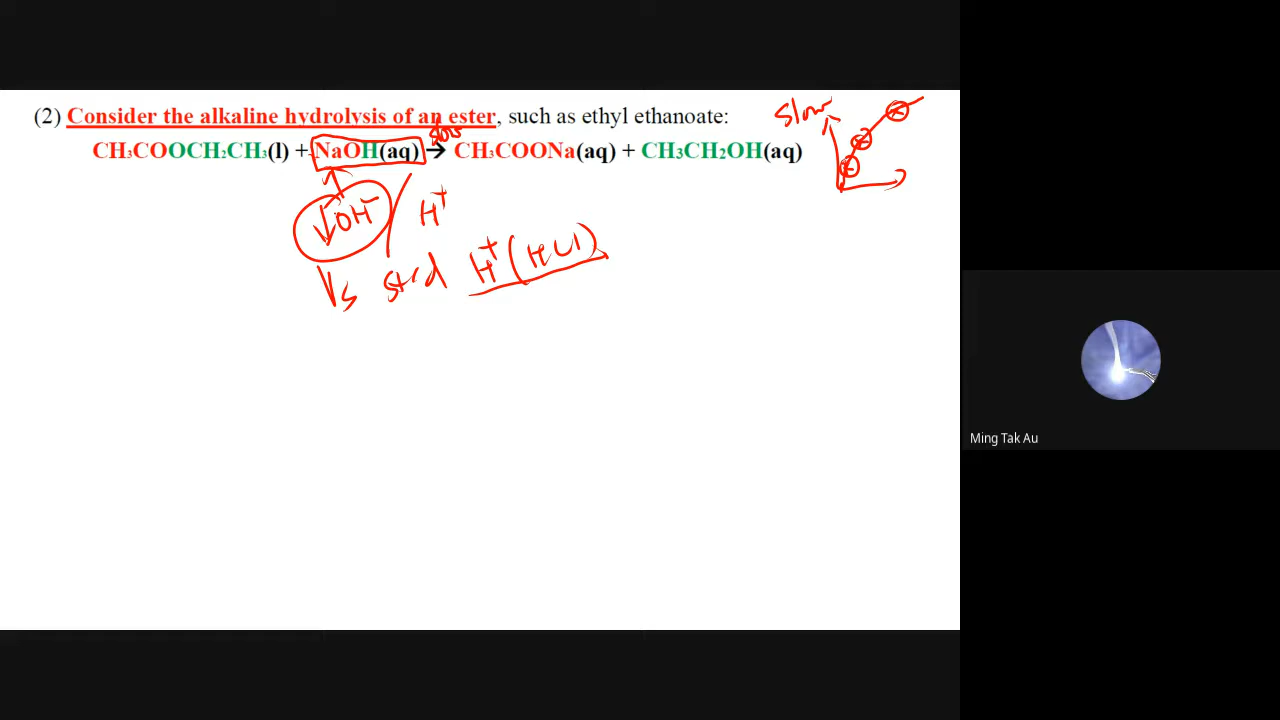 (2) Consider the alkaline hydrolysis of an ester, such as ethyl ethanoate:
slow
slow
CH₃COOCH₂CH₃(l) + NaOH(aq) → CH₃COONa(aq) + CH₃CH₂OH(aq)
↓OH⁻ / H⁺
Vs std H⁺ (HCl)
Ming Tak Au